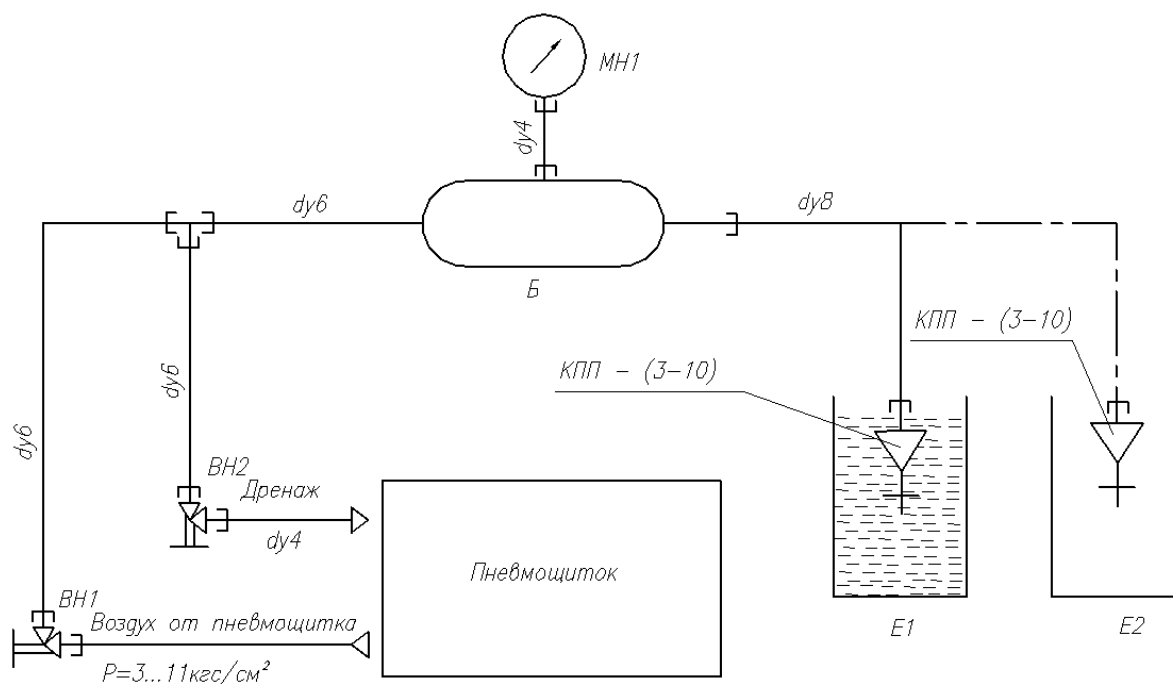 МН1
dy4
dy6
dy8
Б
КПП - (3-10)
КПП - (3-10)
dy6
dy6
ВН2
Дренаж
dy4
Пневмощиток
ВН1
Воздух от пневмощитка
Р=3...11кгс/см²
Е1
Е2